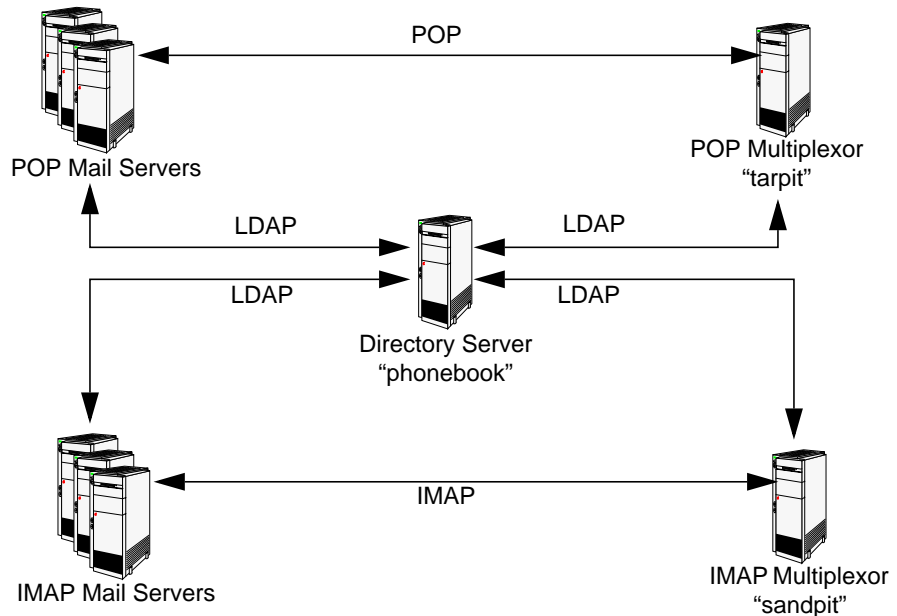 POP
POP Mail Servers
POP Multiplexor
“tarpit”
LDAP
LDAP
LDAP
LDAP
Directory Server
“phonebook”
IMAP
IMAP Mail Servers
IMAP Multiplexor
“sandpit”